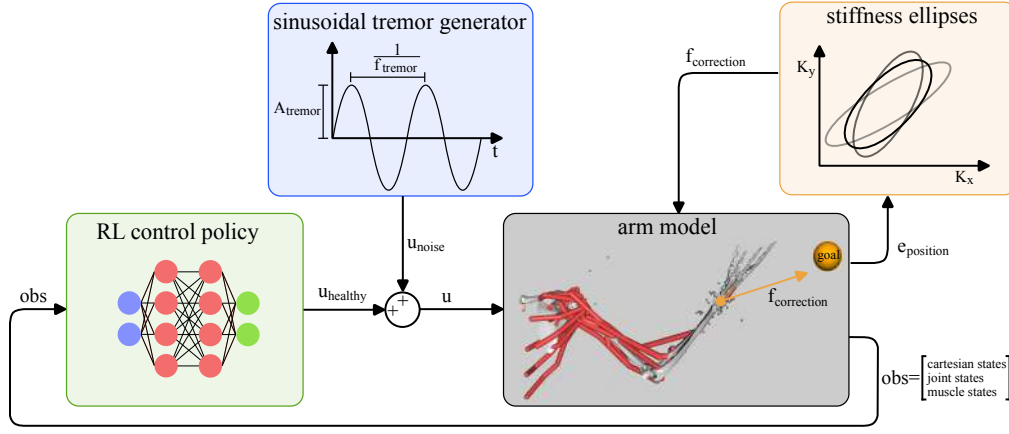 sinusoidal tremor generator
1
f_tremor
A_tremor
t
stiffness ellipses
K_y
K_x
f_correction
RL control policy
obs
u_healthy
u_noise
+
+
u
arm model
goal
f_correction
e_position
obs=[cartesian states
joint states
muscle states]